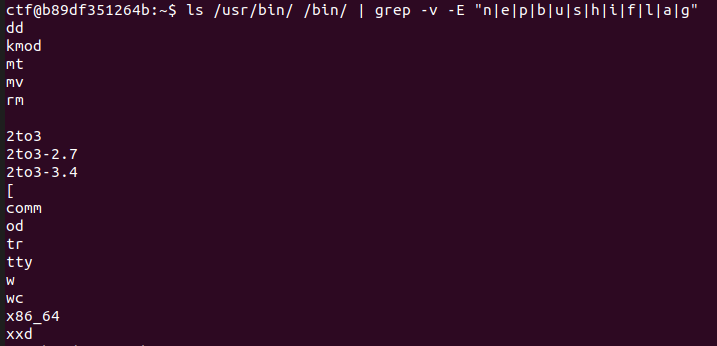 ctf@b89df351264b:~$ ls /usr/bin/ /bin/ | grep -v -E "n|e|p|b|u|s|h|i|f|l|a|g"
dd
kmod
mt
mv
rm
2to3
2to3-2.7
2to3-3.4
[
comm
od
tr
tty
w
wc
x86_64
xxd